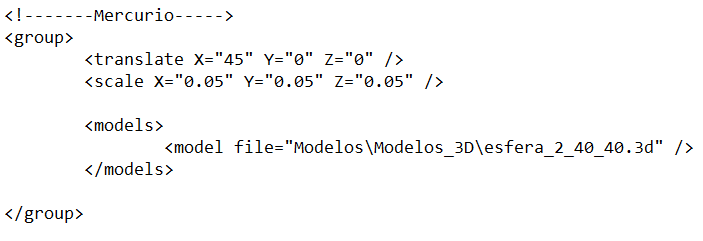 <!-------Mercurio----->
<group>
<translate X="45" Y="0" Z="0" />
<scale X="0.05" Y="0.05" Z="0.05" />
<models>
<model file="Modelos\Modelos_3D\esfera_2_40_40.3d" />
</models>
</group>